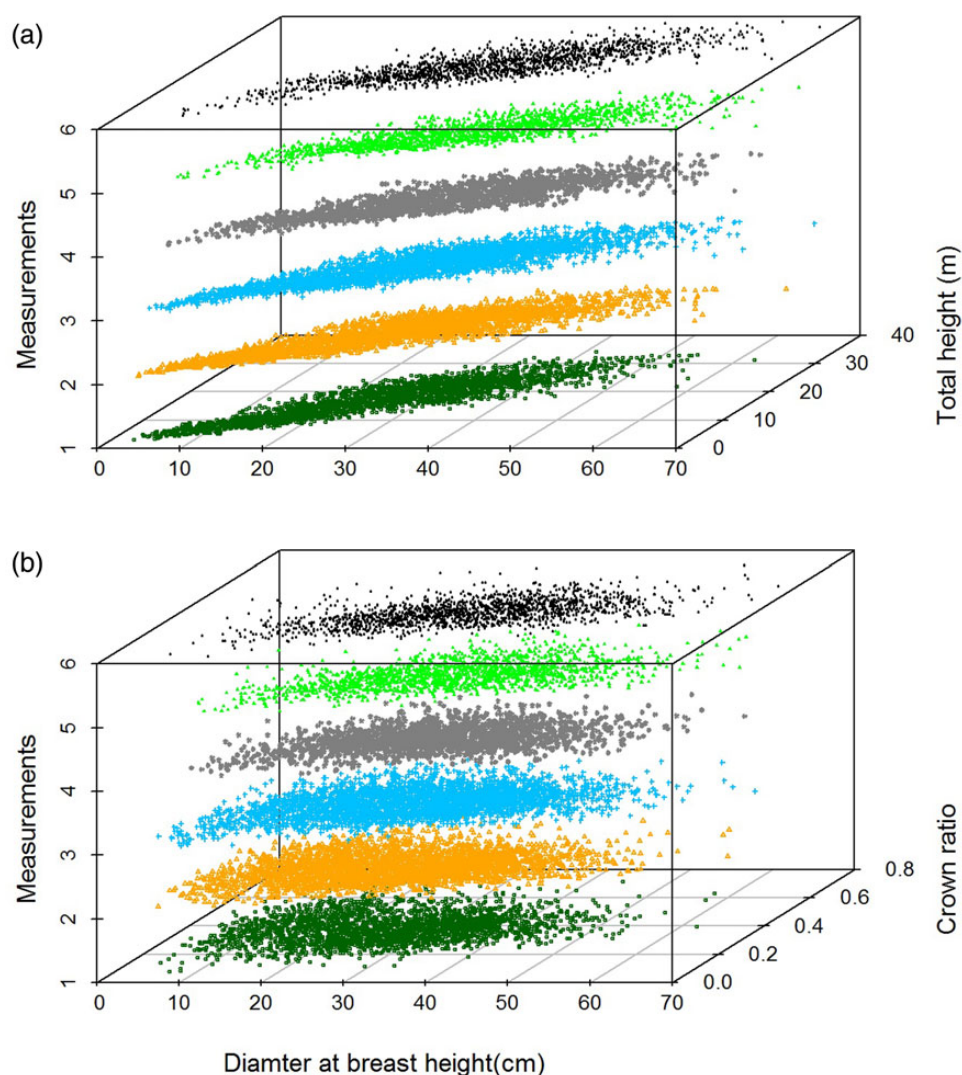 (a)
6
5
4
3
2
1
Measurements
0 10 20 30 40 50 60 70
0
10
20
30
40
Total height (m)
(b)
6
5
4
3
2
1
Measurements
0 10 20 30 40 50 60 70
0.0
0.2
0.4
0.6
0.8
Crown ratio
Diamter at breast height(cm)